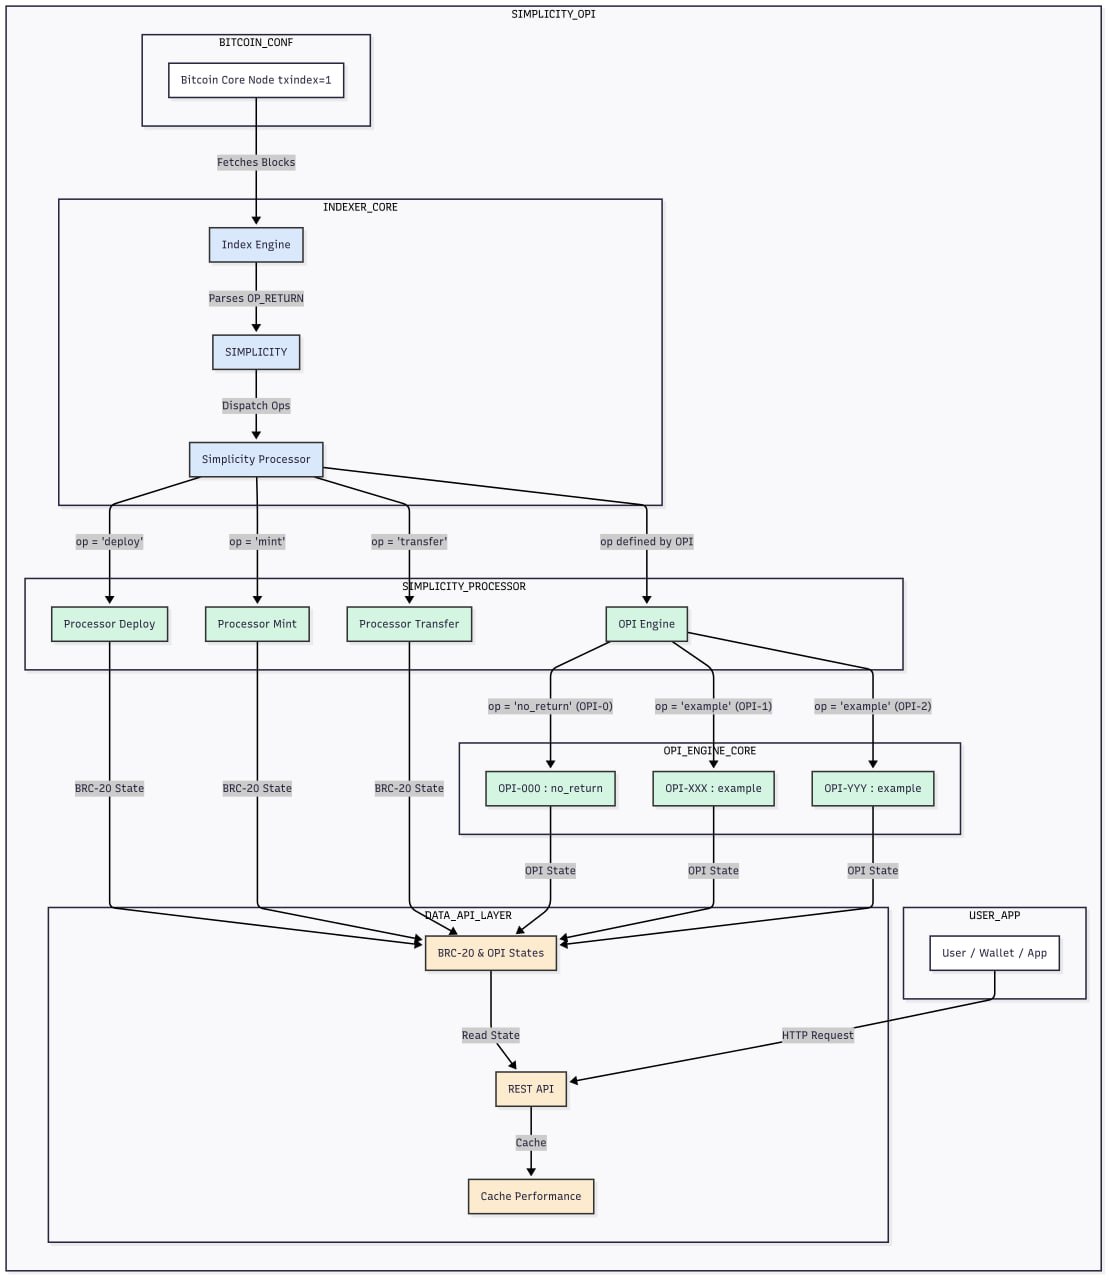 SIMPLICITY_OPI
BITCOIN_CONF
Bitcoin Core Node txindex=1
Fetches Blocks
INDEXER_CORE
Index Engine
Parses OP_RETURN
SIMPLICITY
Dispatch Ops
Simplicity Processor
op = 'deploy'
op = 'mint'
op = 'transfer'
op defined by OPI
SIMPLICITY_PROCESSOR
Processor Deploy
Processor Mint
Processor Transfer
OPI Engine
op = 'no_return' (OPI-0)
op = 'example' (OPI-1)
op = 'example' (OPI-2)
OPI_ENGINE_CORE
BRC-20 State
BRC-20 State
BRC-20 State
OPI-000 : no_return
OPI-XXX : example
OPI-YYY : example
OPI State
OPI State
OPI State
DATA_API_LAYER
USER_APP
BRC-20 & OPI States
User / Wallet / App
Read State
HTTP Request
REST API
Cache
Cache Performance